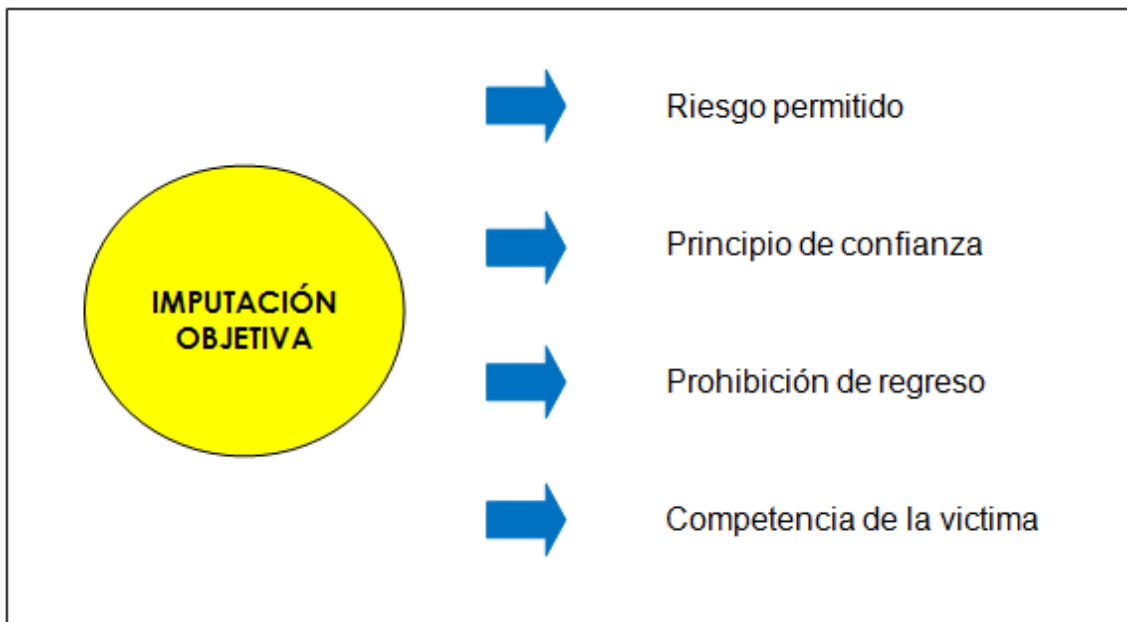 IMPUTACIÓN
OBJETIVA
Riesgo permitido
Principio de confianza
Prohibición de regreso
Competencia de la victima